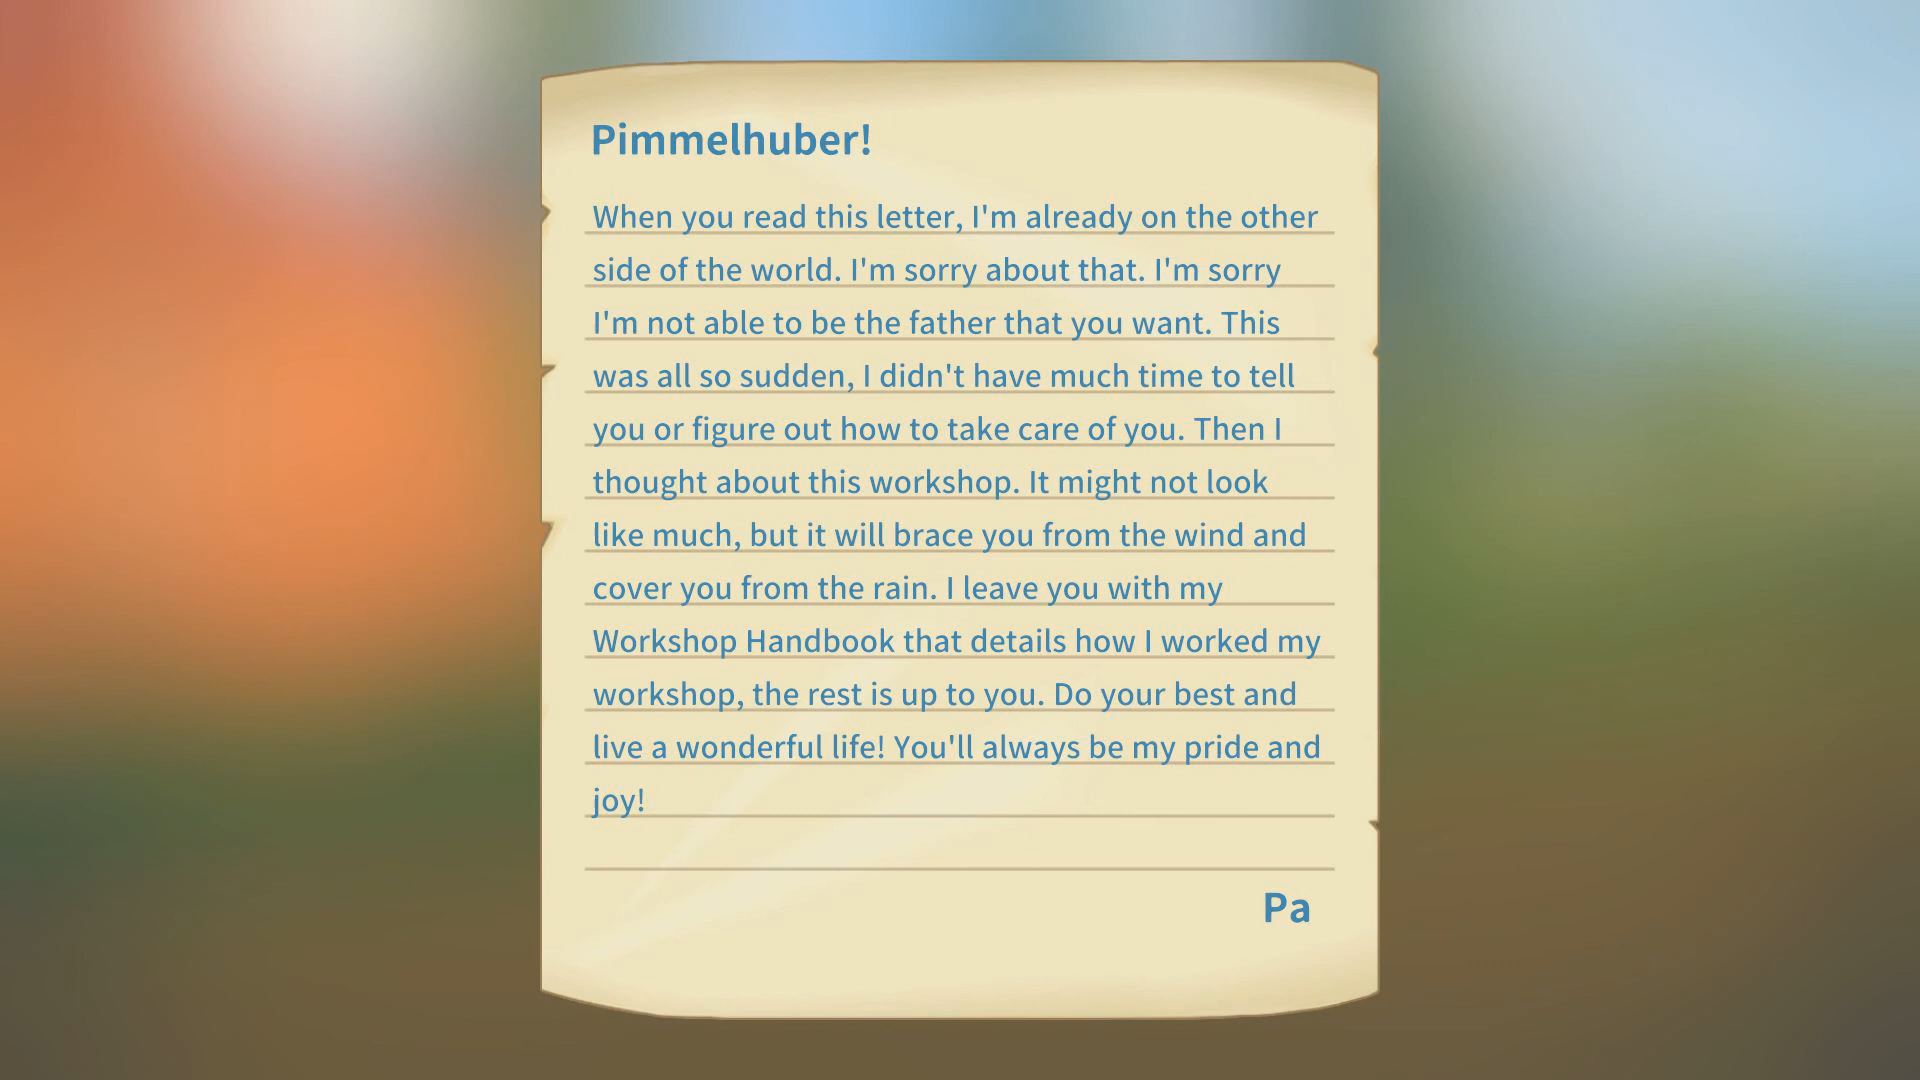 Pimmelhuber!
When you read this letter, I'm already on the other
side of the world. I'm sorry about that. I'm sorry
I'm not able to be the father that you want. This
was all so sudden, I didn't have much time to tell
you or figure out how to take care of you. Then I
thought about this workshop. It might not look
like much, but it will brace you from the wind and
cover you from the rain. I leave you with my
Workshop Handbook that details how I worked my
workshop, the rest is up to you. Do your best and
live a wonderful life! You'll always be my pride and
joy!
Pa